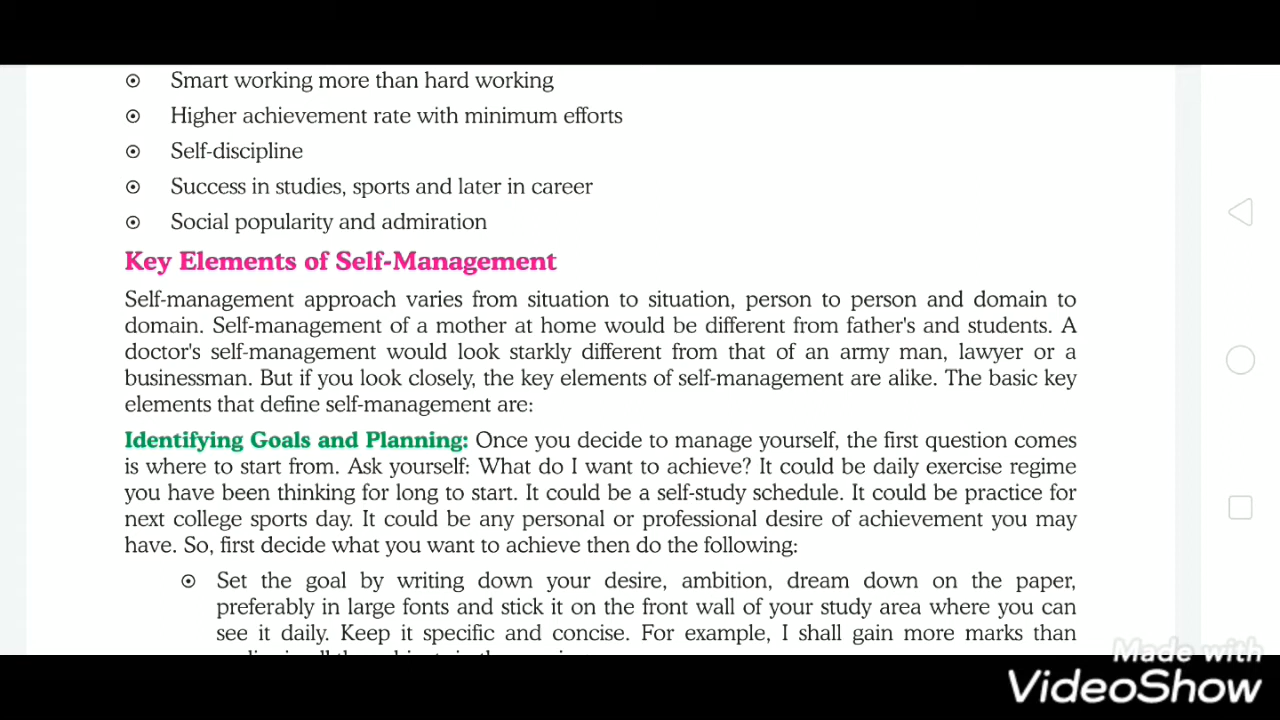 Smart working more than hard working
Higher achievement rate with minimum efforts
Self-discipline
Success in studies, sports and later in career
Social popularity and admiration
Key Elements of Self-Management
Self-management approach varies from situation to situation, person to person and domain to
domain. Self-management of a mother at home would be different from father's and students. A
doctor's self-management would look starkly different from that of an army man, lawyer or a
businessman. But if you look closely, the key elements of self-management are alike. The basic key
elements that define self-management are:
Identifying Goals and Planning: Once you decide to manage yourself, the first question comes
is where to start from. Ask yourself: What do I want to achieve? It could be daily exercise regime
you have been thinking for long to start. It could be a self-study schedule. It could be practice for
next college sports day. It could be any personal or professional desire of achievement you may
have. So, first decide what you want to achieve then do the following:
Set the goal by writing down your desire, ambition, dream down on the paper,
preferably in large fonts and stick it on the front wall of your study area where you can
see it daily. Keep it specific and concise. For example, I shall gain more marks than
Made with
VideoShow